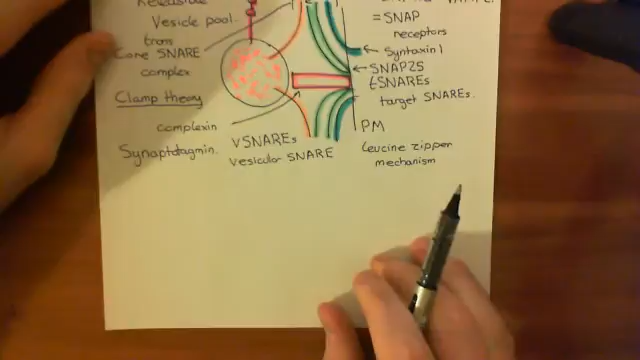 Releasible
Vesicle pool.
trans
Core SNARE
complex
Clamp theory
complexin
Synaptotagmin.
VSNAREs
Vesicular SNARE
= SNAP
receptors
Syntaxin 1
SNAP25
tSNAREs
target SNAREs.
PM
Leucine zipper
mechanism